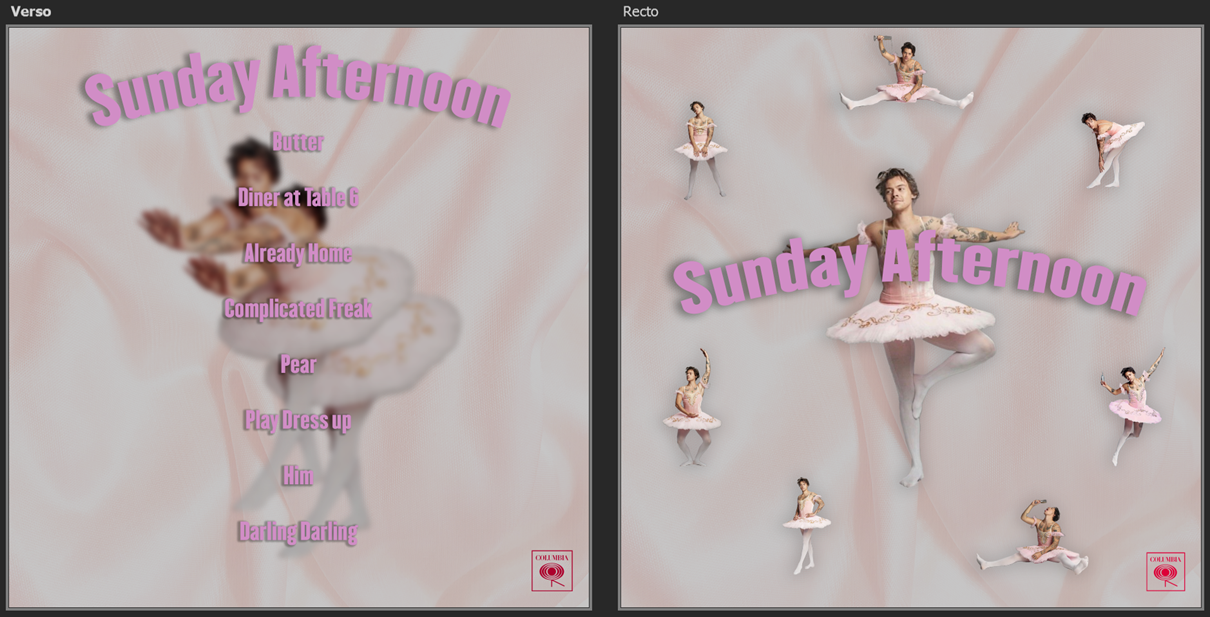 Verso
Sunday Afternoon
Butter
Diner at Table 6
Already Home
Complicated Freak
Pear
Play Dress up
Him
Darling Darling
COLUMBIA
Recto
Sunday Afternoon
COLUMBIA